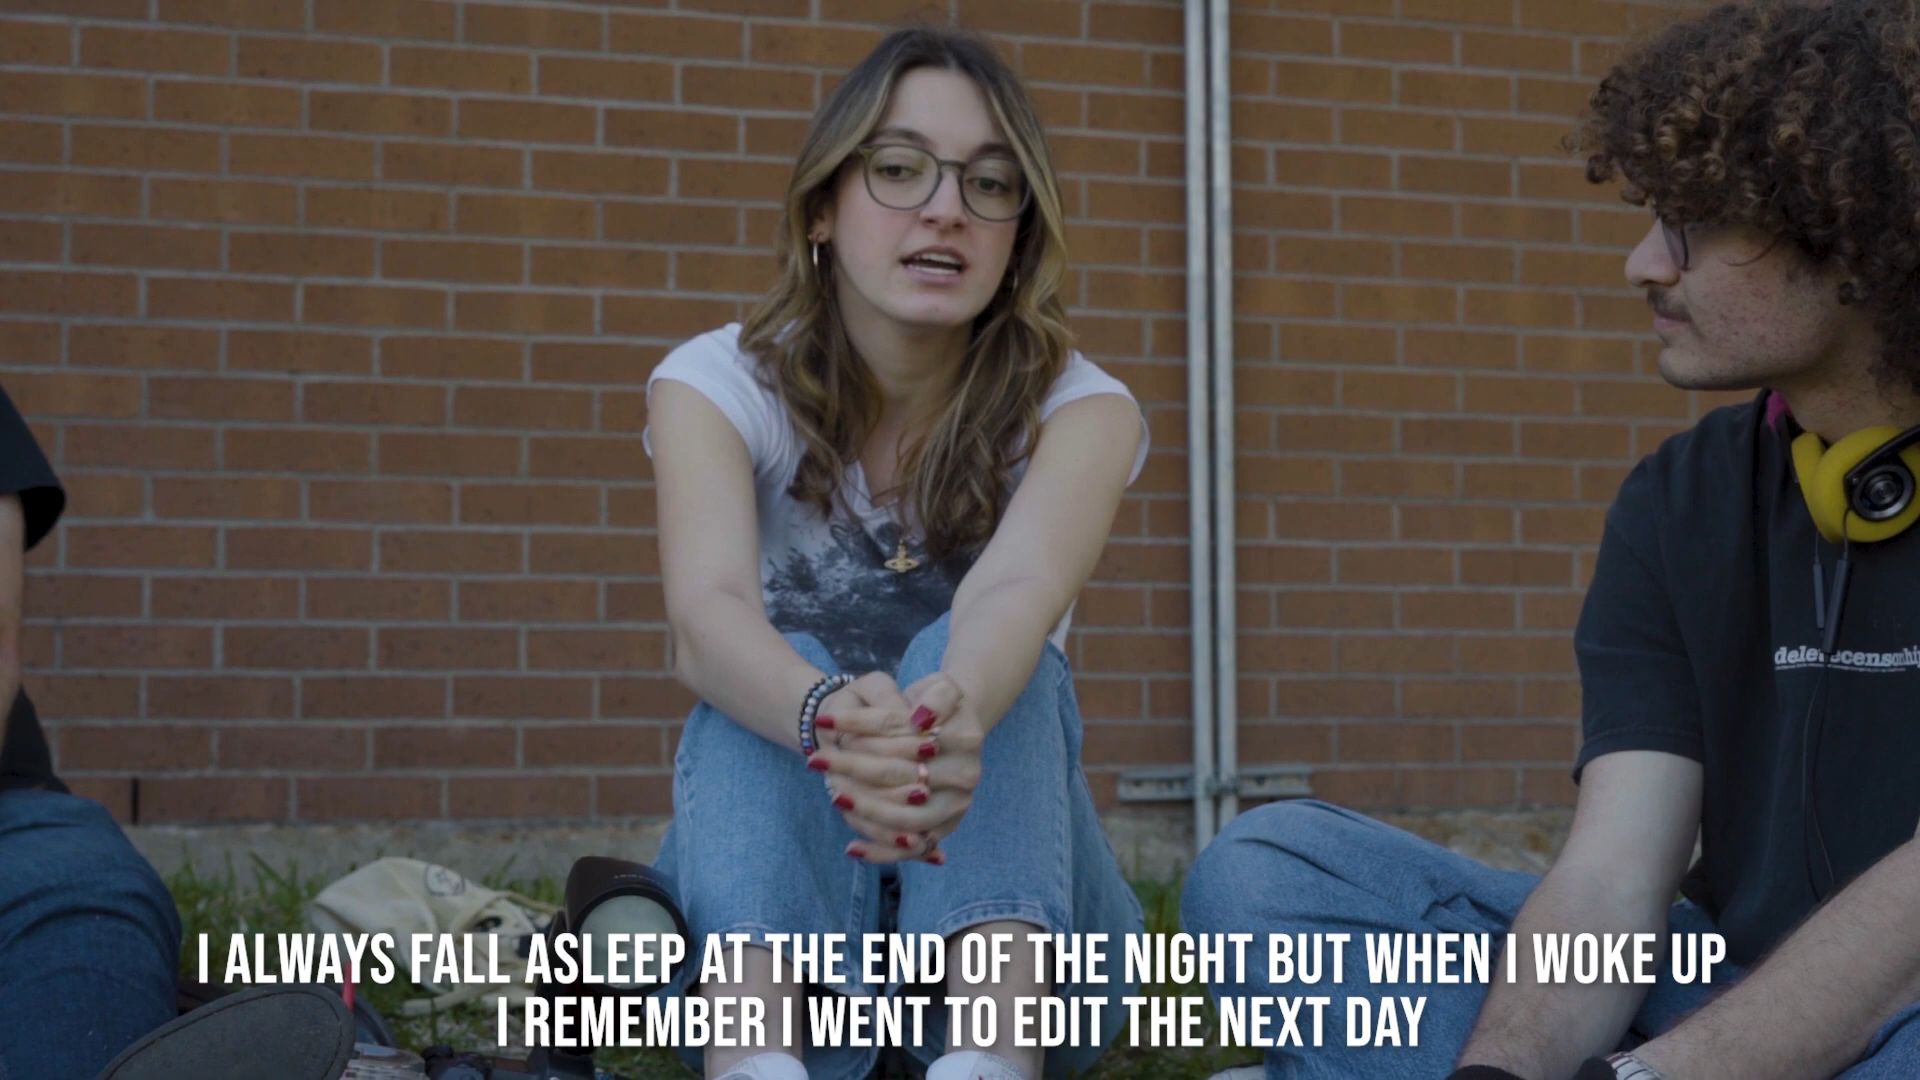 I ALWAYS FALL ASLEEP AT THE END OF THE NIGHT BUT WHEN I WOKE UP
I REMEMBER I WENT TO EDIT THE NEXT DAY